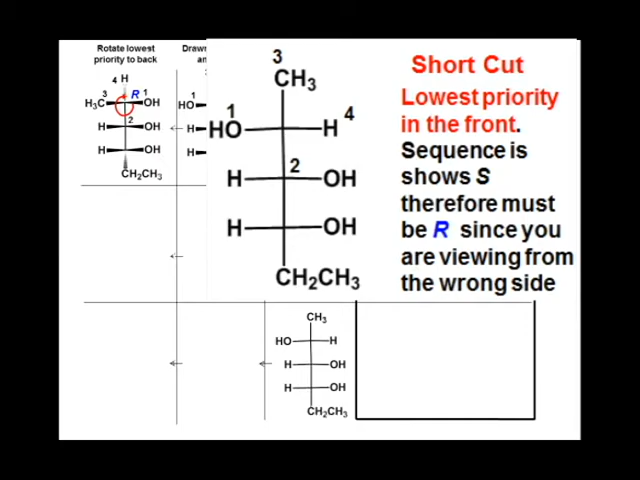 Rotate lowest
priority to back
Drawn
an
4 H
3 R 1
H₃C OH
2
H OH
H OH
CH₂CH₃
1
HO
H
H
3
CH₃
1 4
HO H
2
H OH
H OH
CH₂CH₃
Short Cut
Lowest priority
in the front.
Sequence is
shows S
therefore must
be R since you
are viewing from
the wrong side
CH₃
HO H
H OH
H OH
CH₂CH₃